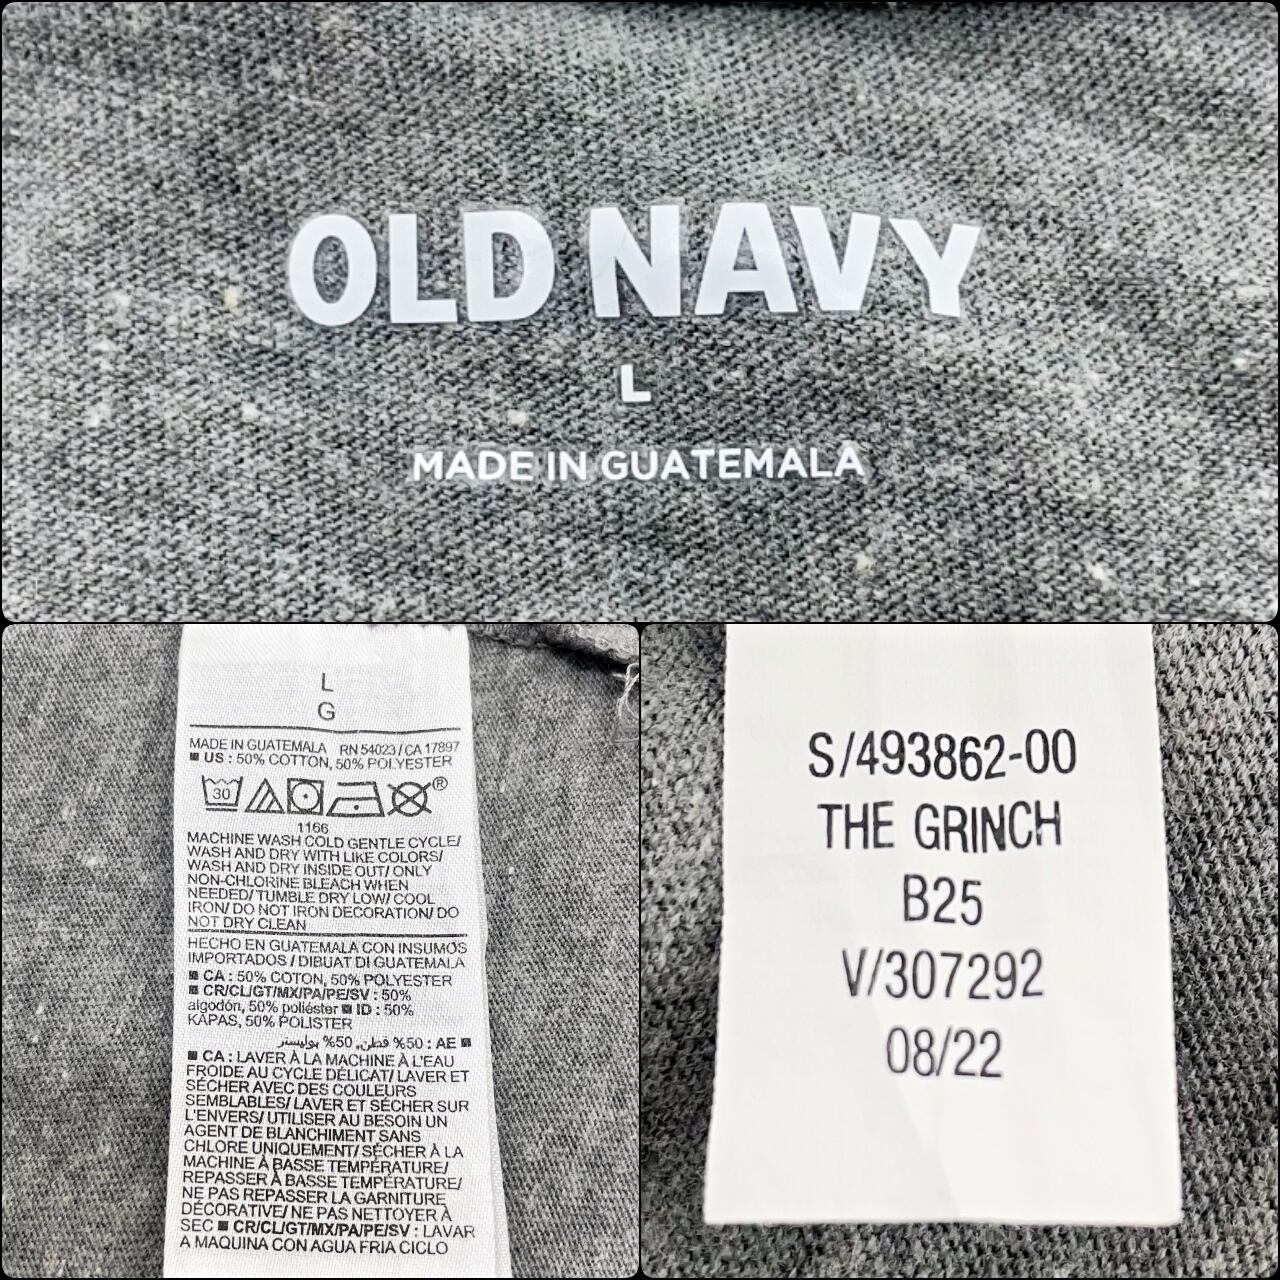 OLD NAVY
L
MADE IN GUATEMALA
L
G
MADE IN GUATEMALA RN 54023 / CA 17897
■ US : 50% COTTON, 50% POLYESTER
30 ®
1166
MACHINE WASH COLD GENTLE CYCLE/
WASH AND DRY WITH LIKE COLORS/
WASH AND DRY INSIDE OUT/ ONLY
NON-CHLORINE BLEACH WHEN
NEEDED/ TUMBLE DRY LOW/ COOL
IRON/ DO NOT IRON DECORATION/ DO
NOT DRY CLEAN
HECHO EN GUATEMALA CON INSUMOS
IMPORTADOS / DIBUAT DI GUATEMALA
■ CA : 50% COTON, 50% POLYESTER
■ CR/CL/GT/MX/PA/PE/SV : 50%
algodón, 50% poliéster ■ ID : 50%
KAPAS, 50% POLISTER
■ AE : 50% قطن, 50% بوليستر
■ CA : LAVER À LA MACHINE À L'EAU
FROIDE AU CYCLE DÉLICAT/ LAVER ET
SÉCHER AVEC DES COULEURS
SEMBLABLES/ LAVER ET SÉCHER SUR
L'ENVERS/ UTILISER AU BESOIN UN
AGENT DE BLANCHIMENT SANS
CHLORE UNIQUEMENT/ SÉCHER À LA
MACHINE À BASSE TEMPÉRATURE/
REPASSER À BASSE TEMPÉRATURE/
NE PAS REPASSER LA GARNITURE
DÉCORATIVE/ NE PAS NETTOYER À
SEC ■ CR/CL/GT/MX/PA/PE/SV : LAVAR
A MAQUINA CON AGUA FRIA CICLO
S/493862-00
THE GRINCH
B25
V/307292
08/22